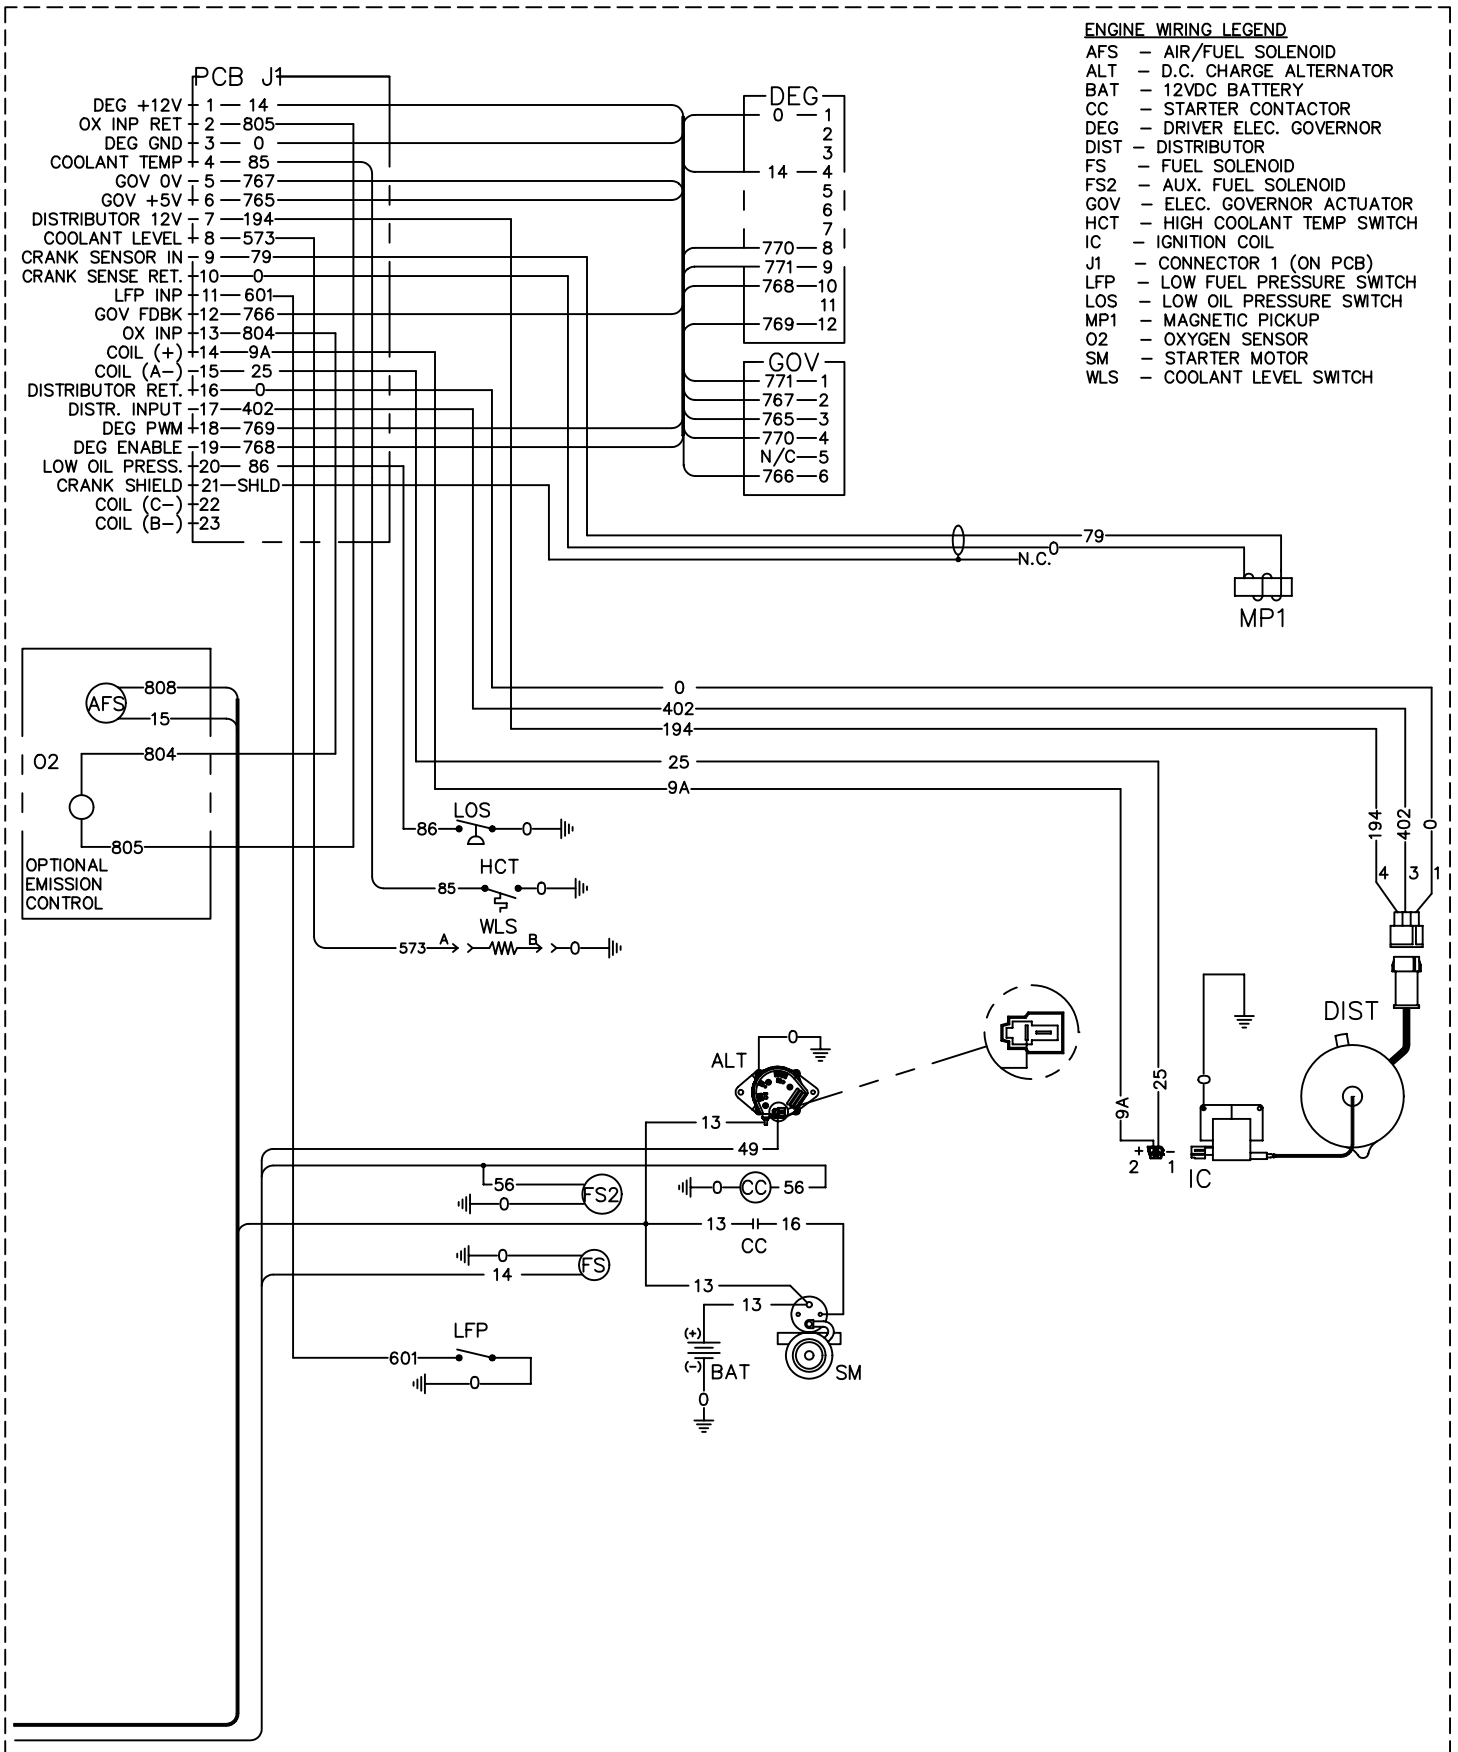 ENGINE WIRING LEGEND
AFS – AIR/FUEL SOLENOID
ALT – D.C. CHARGE ALTERNATOR
BAT – 12VDC BATTERY
CC – STARTER CONTACTOR
DEG – DRIVER ELEC. GOVERNOR
DIST – DISTRIBUTOR
FS – FUEL SOLENOID
FS2 – AUX. FUEL SOLENOID
GOV – ELEC. GOVERNOR ACTUATOR
HCT – HIGH COOLANT TEMP SWITCH
IC – IGNITION COIL
J1 – CONNECTOR 1 (ON PCB)
LFP – LOW FUEL PRESSURE SWITCH
LOS – LOW OIL PRESSURE SWITCH
MP1 – MAGNETIC PICKUP
O2 – OXYGEN SENSOR
SM – STARTER MOTOR
WLS – COOLANT LEVEL SWITCH
PCB J1
DEG +12V 1 14
OX INP RET 2 805
DEG GND 3 0
COOLANT TEMP 4 85
GOV 0V 5 767
GOV +5V 6 765
DISTRIBUTOR 12V 7 194
COOLANT LEVEL 8 573
CRANK SENSOR IN 9 79
CRANK SENSE RET. 10 0
LFP INP 11 601
GOV FDBK 12 766
OX INP 13 804
COIL (+) 14 9A
COIL (A–) 15 25
DISTRIBUTOR RET. 16 0
DISTR. INPUT 17 402
DEG PWM 18 769
DEG ENABLE 19 768
LOW OIL PRESS. 20 86
CRANK SHIELD 21 SHLD
COIL (C–) 22
COIL (B–) 23
DEG
0 1
2
3
14 4
5
6
7
770 8
771 9
768 10
11
769 12
GOV
771 1
767 2
765 3
770 4
N/C 5
766 6
79
0
N.C.
MP1
AFS
808
15
O2
804
805
OPTIONAL
EMISSION
CONTROL
0
402
194
25
9A
194 402 0
4 3 1
LOS
86 0
HCT
85 0
WLS
573 A B 0
DIST
ALT
0
13
49
0
9A 25
+ –
2 1
IC
56
0
FS2
0 CC 56
13 16
CC
0
14
FS
13
13
(+)
(–)
BAT
0
SM
LFP
601
0